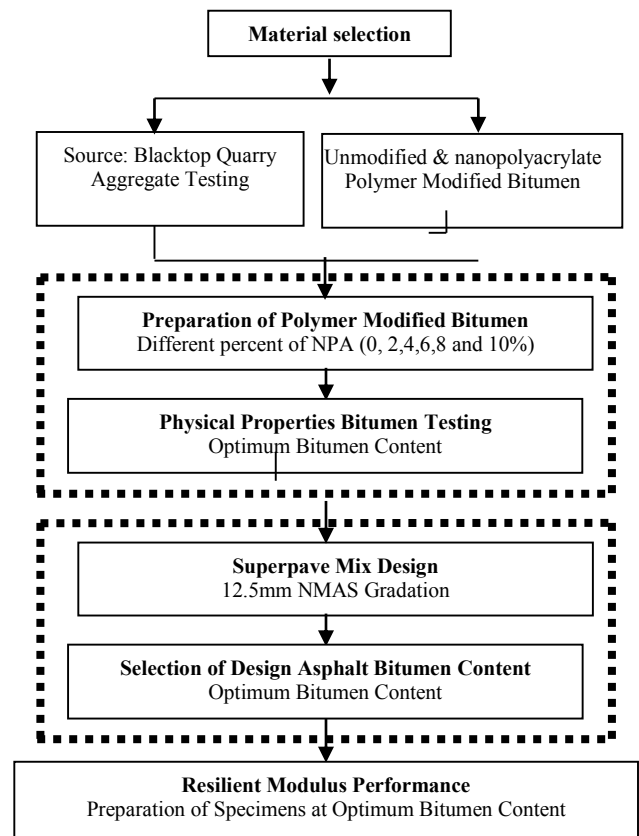 Material selection
Source: Blacktop Quarry
Aggregate Testing
Unmodified & nanopolyacrylate
Polymer Modified Bitumen
Preparation of Polymer Modified Bitumen
Different percent of NPA (0, 2,4,6,8 and 10%)
Physical Properties Bitumen Testing
Optimum Bitumen Content
Superpave Mix Design
12.5mm NMAS Gradation
Selection of Design Asphalt Bitumen Content
Optimum Bitumen Content
Resilient Modulus Performance
Preparation of Specimens at Optimum Bitumen Content